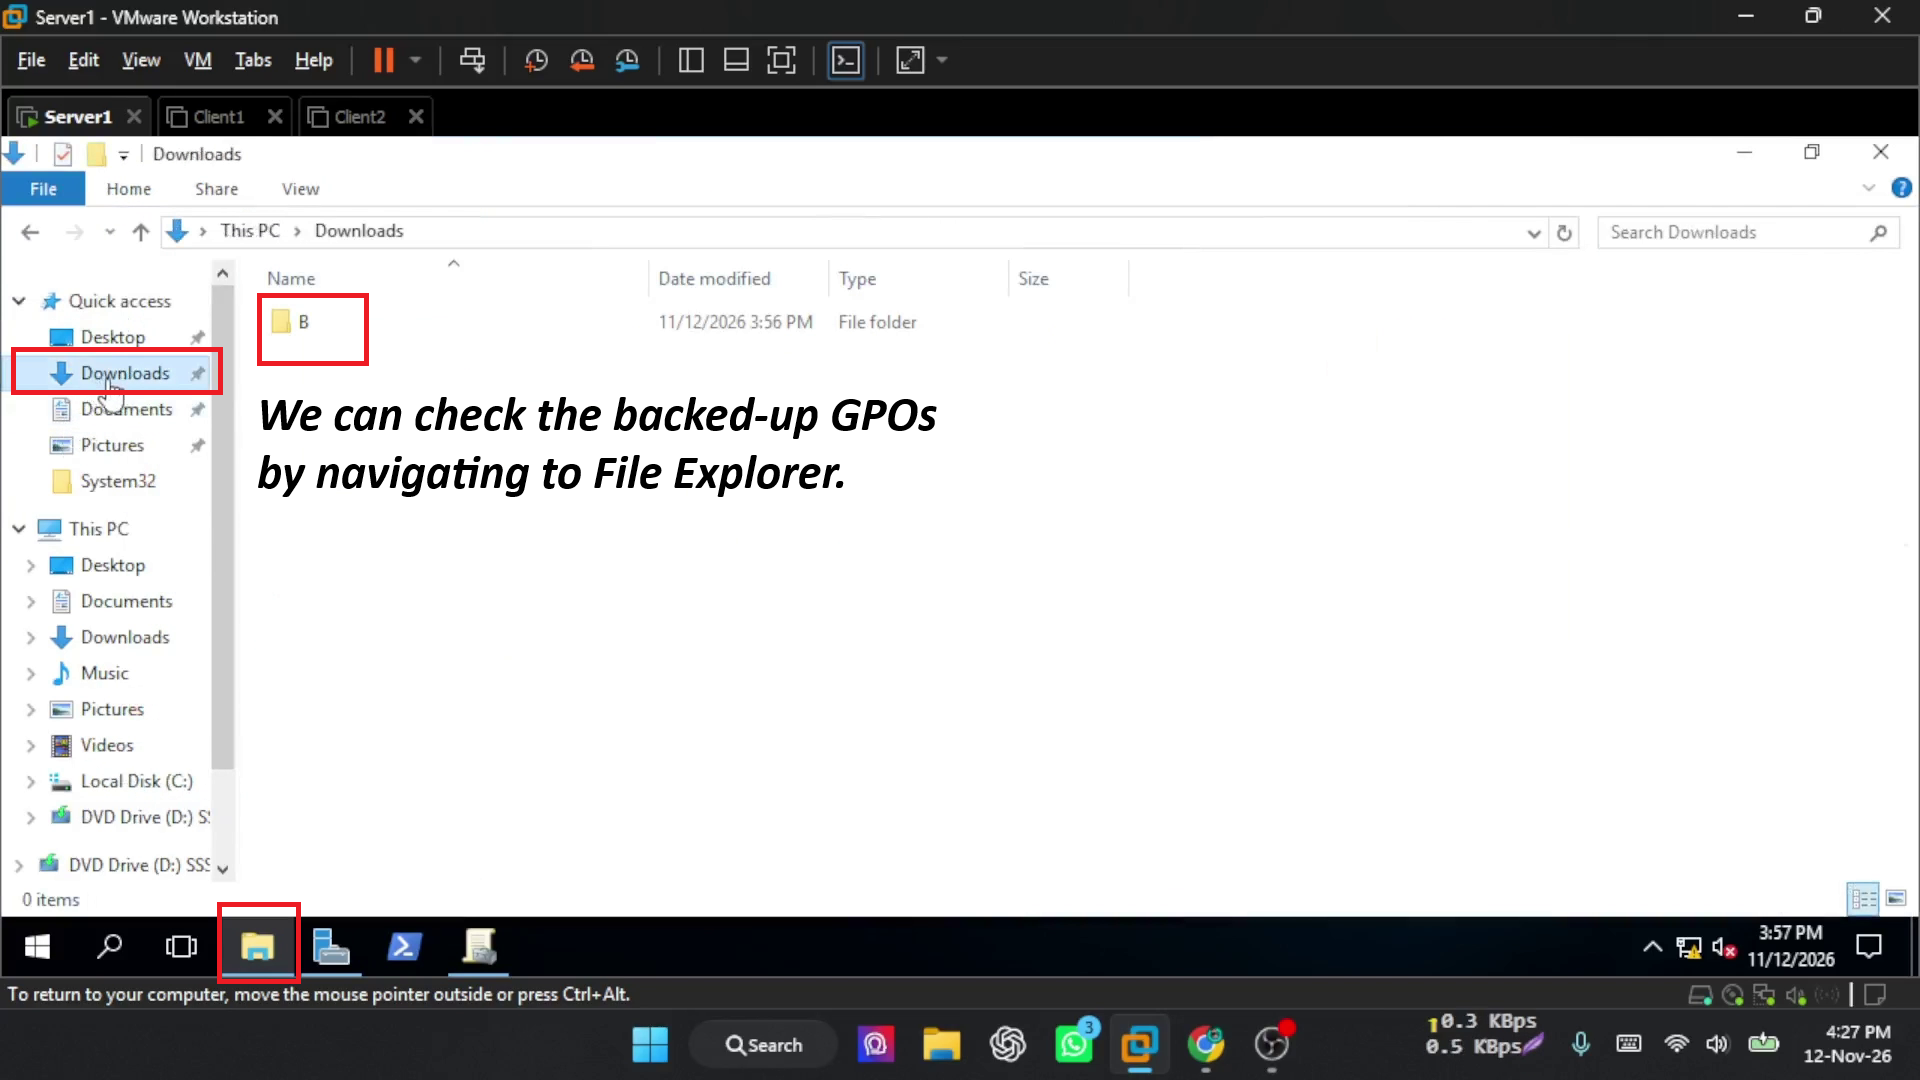 Server1 - VMware Workstation
File Edit View VM Tabs Help
Server1 Client1 Client2
Downloads
File Home Share View
This PC Downloads
Search Downloads
Name Date modified Type Size
B 11/12/2026 3:56 PM File folder
Quick access
Desktop
Downloads
Documents
Pictures
System32
This PC
Desktop
Documents
Downloads
Music
Pictures
Videos
Local Disk (C:)
DVD Drive (D:) SS
DVD Drive (D:) SSS
We can check the backed-up GPOs
by navigating to File Explorer.
0 items
3:57 PM
11/12/2026
To return to your computer, move the mouse pointer outside or press Ctrl+Alt.
Search
3
0.3 KBps
0.5 KBps
4:27 PM
12-Nov-26